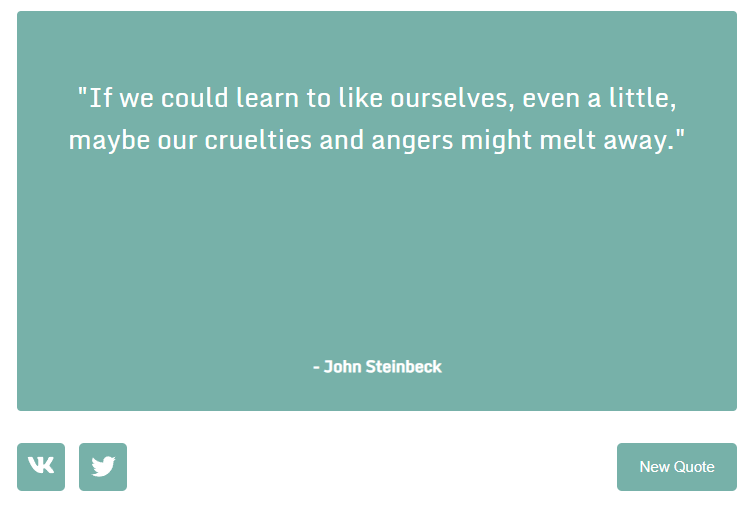 "If we could learn to like ourselves, even a little,
maybe our cruelties and angers might melt away."
- John Steinbeck
New Quote